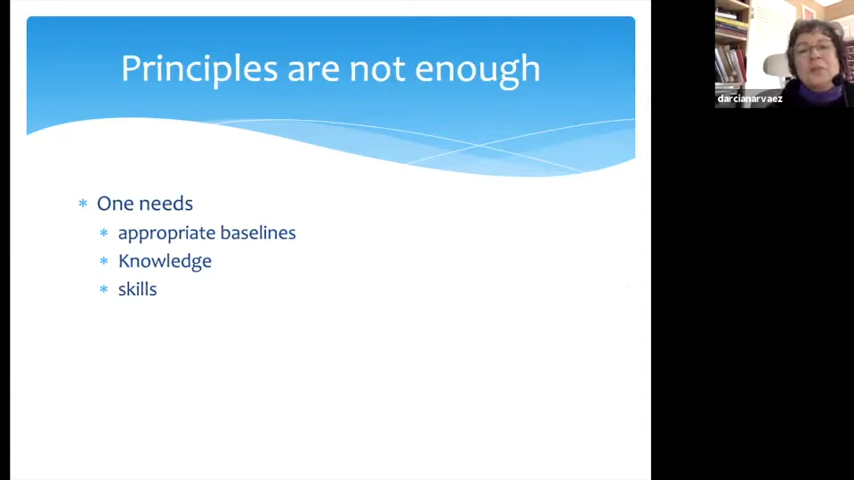 Principles are not enough
darcianarvaez
* One needs
* appropriate baselines
* Knowledge
* skills